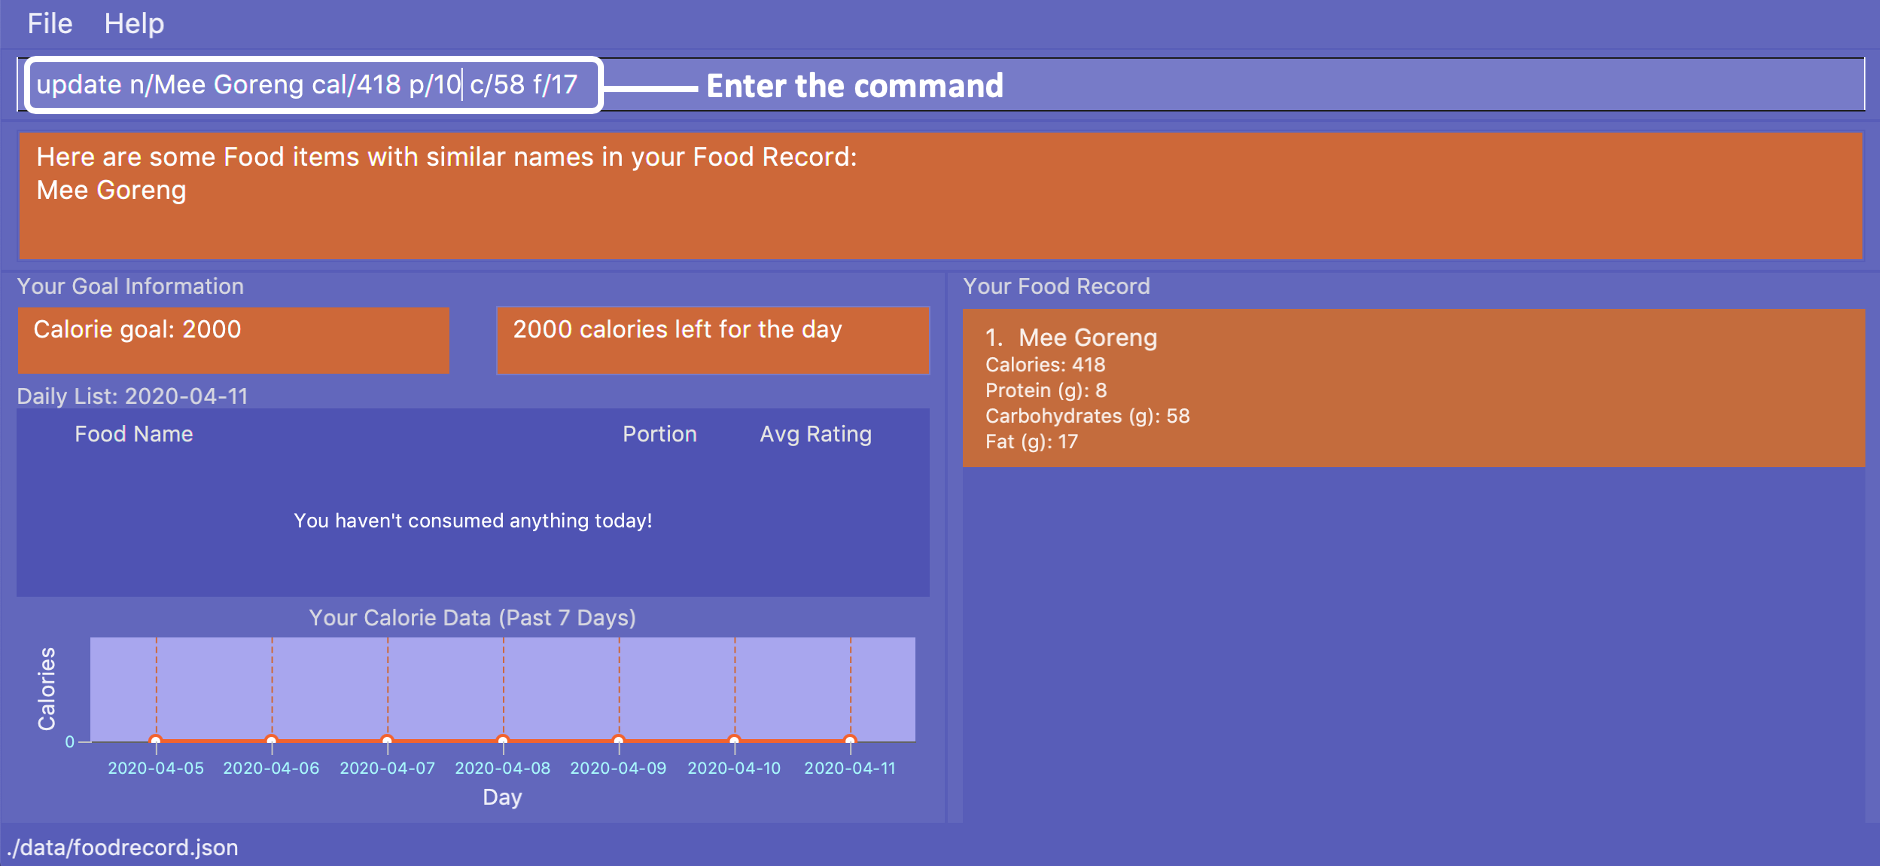 File Help
update n/Mee Goreng cal/418 p/10 c/58 f/17
Enter the command
Here are some Food items with similar names in your Food Record:
Mee Goreng
Your Goal Information
Calorie goal: 2000
2000 calories left for the day
Daily List: 2020-04-11
Food Name Portion Avg Rating
You haven't consumed anything today!
Your Calorie Data (Past 7 Days)
Calories
0
2020-04-05 2020-04-06 2020-04-07 2020-04-08 2020-04-09 2020-04-10 2020-04-11
Day
Your Food Record
1. Mee Goreng
Calories: 418
Protein (g): 8
Carbohydrates (g): 58
Fat (g): 17
./data/foodrecord.json